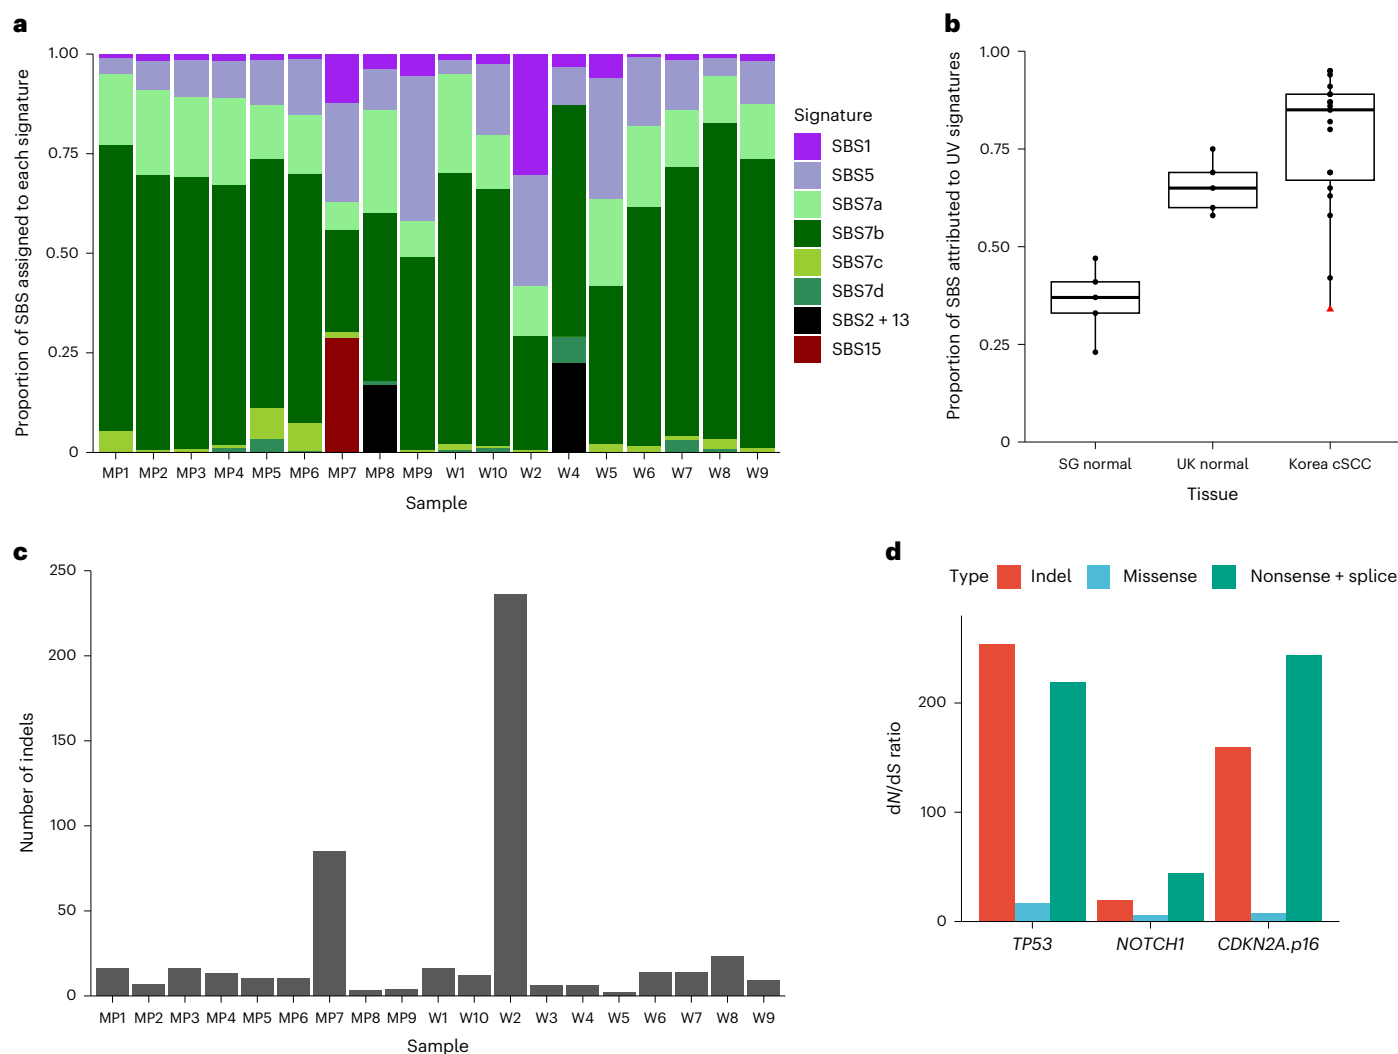 a
Proportion of SBS assigned to each signature
1.00
0.75
0.50
0.25
0
MP1 MP2 MP3 MP4 MP5 MP6 MP7 MP8 MP9 W1 W10 W2 W4 W5 W6 W7 W8 W9
Sample
Signature
SBS1
SBS5
SBS7a
SBS7b
SBS7c
SBS7d
SBS2 + 13
SBS15
b
Proportion of SBS attributed to UV signatures
1.00
0.75
0.50
0.25
0
SG normal UK normal Korea cSCC
Tissue
c
Number of indels
250
200
150
100
50
0
MP1 MP2 MP3 MP4 MP5 MP6 MP7 MP8 MP9 W1 W10 W2 W3 W4 W5 W6 W7 W8 W9
Sample
d
Type Indel Missense Nonsense + splice
dN/dS ratio
200
100
0
TP53 NOTCH1 CDKN2A.p16